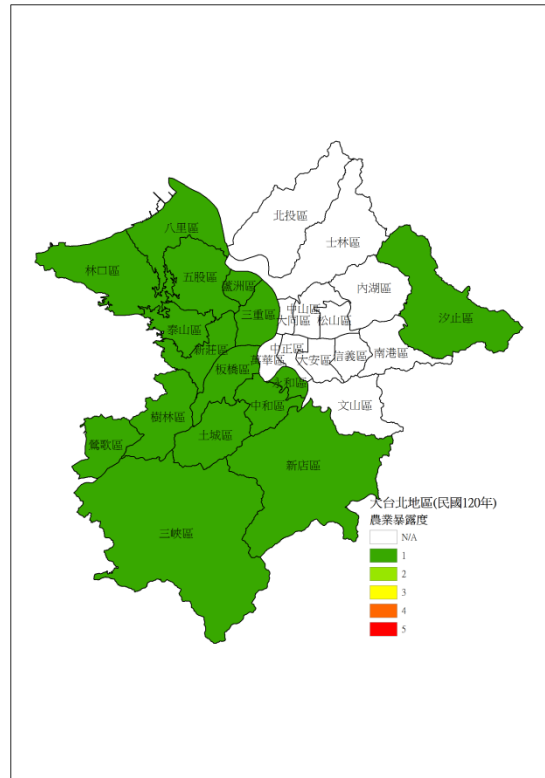 北投區
士林區
八里區
林口區
五股區
蘆洲區
內湖區
汐止區
三重區
中山區
大同區
松山區
泰山區
新莊區
中正區
萬華區
大安區
信義區
南港區
板橋區
永和區
中和區
文山區
樹林區
土城區
鶯歌區
新店區
三峽區
大台北地區(民國120年)
農業暴露度
N/A
1
2
3
4
5